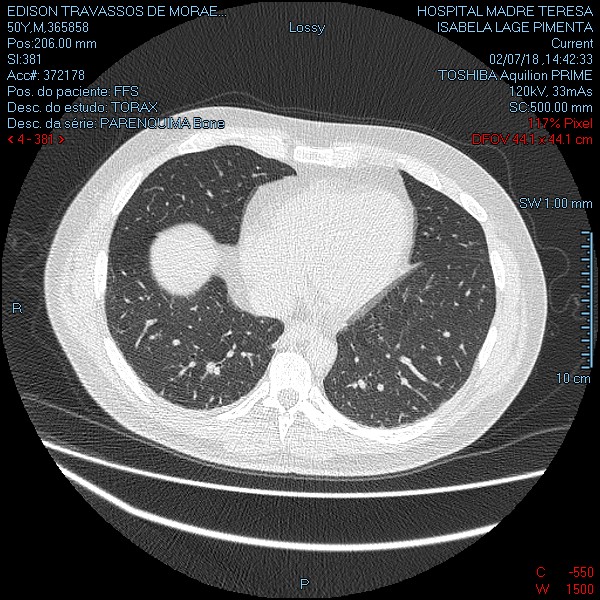 EDISON TRAVASSOS DE MORAE...
50Y,M,365858
Pos:206.00 mm
SI:381
Acc#: 372178
Pos. do paciente: FFS
Desc. do estudo: TORAX
Desc. da série: PARENQUIMA Bone
< 4 - 381 >
Lossy
HOSPITAL MADRE TERESA
ISABELA LAGE PIMENTA
Current
02/07/18 ,14:42:33
TOSHIBA Aquilion PRIME
120kV, 33mAs
SC:500.00 mm
117% Pixel
DFOV 44.1 x 44.1 cm
SW 1.00 mm
R
10 cm
P
C -550
W 1500